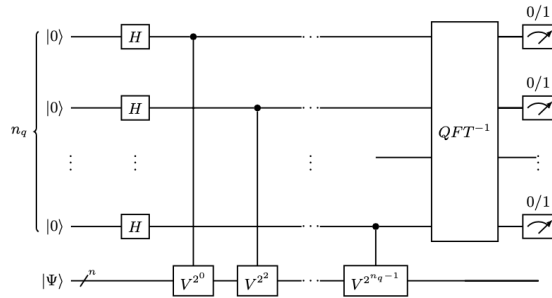 0/1
|0⟩ H ··· 
0/1
|0⟩ H ···
n_q QFT^{-1}
⋮ ⋮ ⋮ ⋮
0/1
|0⟩ H ···
|Ψ⟩ n V^{2^0} V^{2^2} ··· V^{2^{n_q-1}}